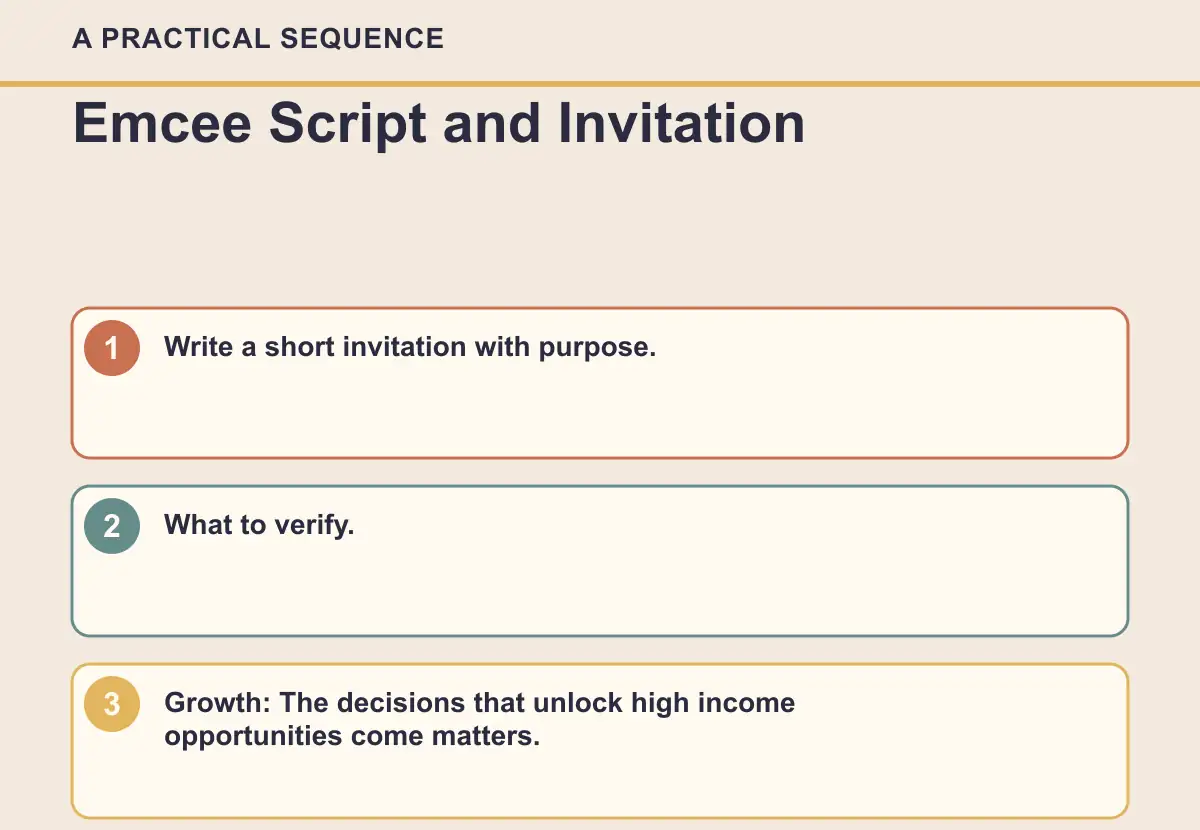 A PRACTICAL SEQUENCE
Emcee Script and Invitation
1
Write a short invitation with purpose.
2
What to verify.
3
Growth: The decisions that unlock high income
opportunities come matters.